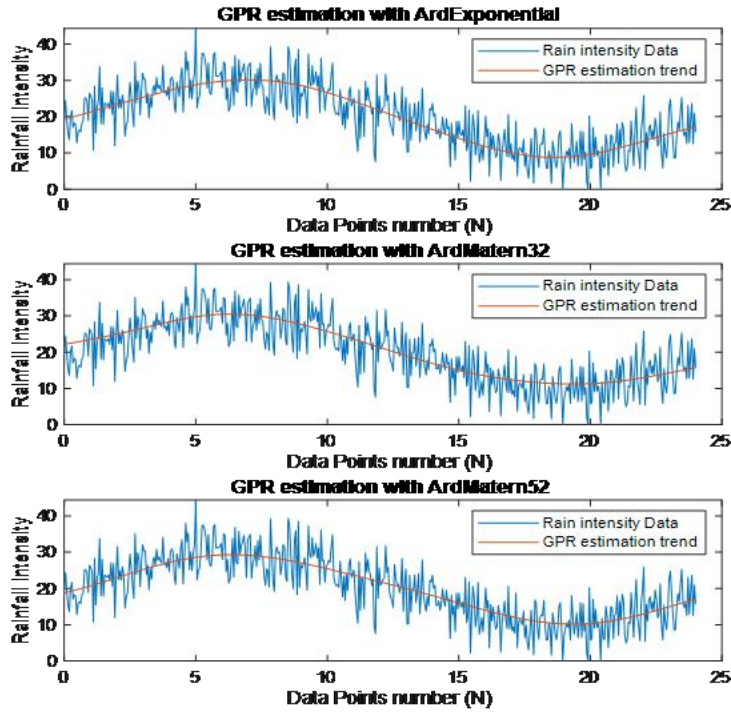 GPR estimation with ArdExponential
Rainfall Intensity
40
30
20
10
0
Rain intensity Data
GPR estimation trend
0 5 10 15 20 25
Data Points number (N)
GPR estimation with ArdMatern32
Rainfall Intensity
40
30
20
10
0
Rain intensity Data
GPR estimation trend
0 5 10 15 20 25
Data Points number (N)
GPR estimation with ArdMatern52
Rainfall Intensity
40
30
20
10
0
Rain intensity Data
GPR estimation trend
0 5 10 15 20 25
Data Points number (N)